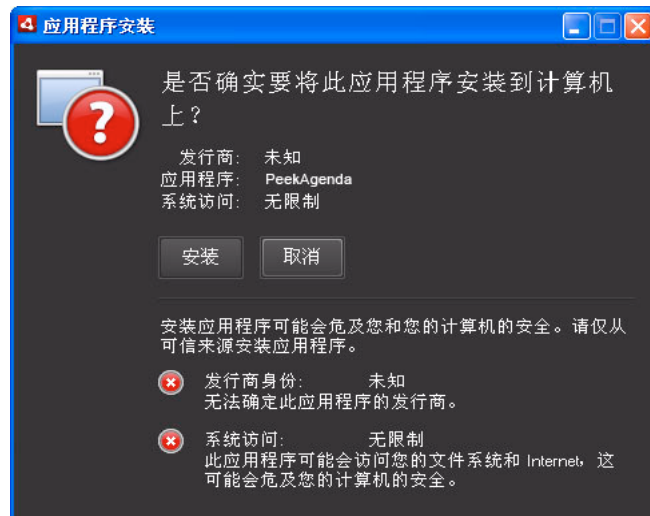 应用程序安装
是否确实要将此应用程序安装到计算机
上？
发行商: 未知
应用程序: PeekAgenda
系统访问: 无限制
安装 取消
安装应用程序可能会危及您和您的计算机的安全。请仅从
可信来源安装应用程序。
发行商身份: 未知
无法确定此应用程序的发行商。
系统访问: 无限制
此应用程序可能会访问您的文件系统和 Internet，这
可能会危及您的计算机的安全。